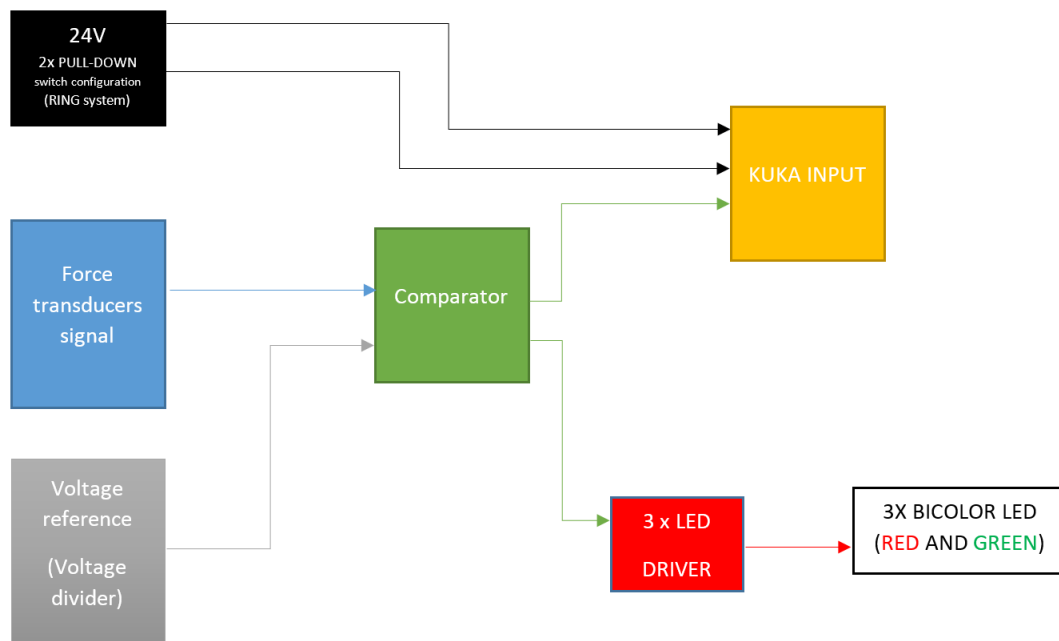 24V
2x PULL-DOWN
switch configuration
(RING system)
KUKA INPUT
Force
transducers
signal
Comparator
Voltage
reference
(Voltage
divider)
3 x LED
DRIVER
3X BICOLOR LED
(RED AND GREEN)